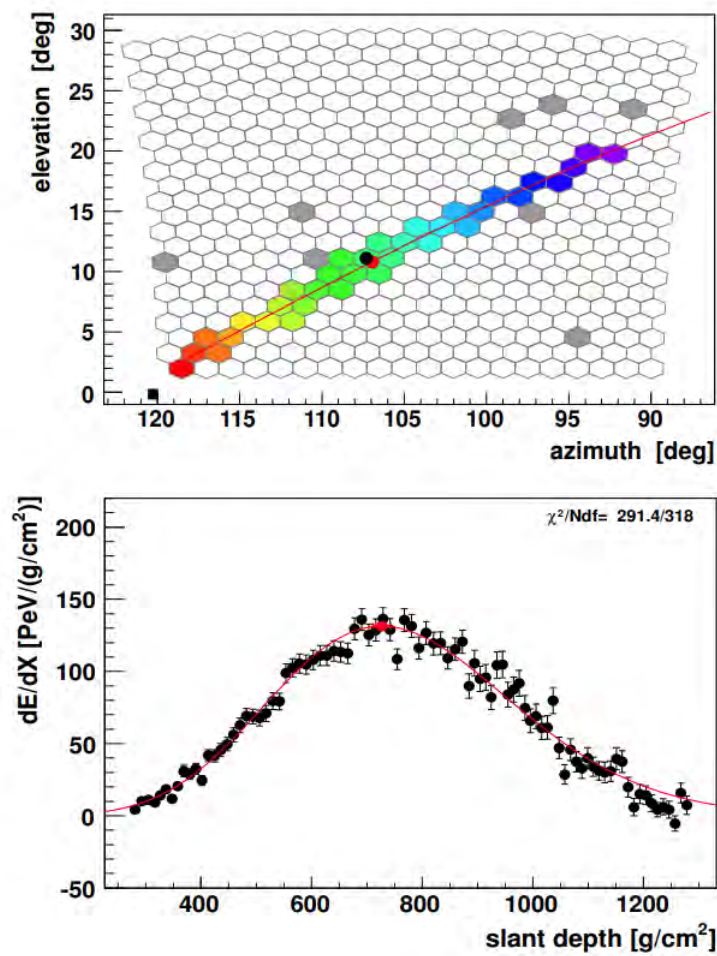 30
25
20
15
10
5
0
elevation [deg]
120 115 110 105 100 95 90
azimuth [deg]
χ²/Ndf= 291.4/318
200
150
100
50
0
-50
dE/dX [PeV/(g/cm²)]
400 600 800 1000 1200
slant depth [g/cm²]